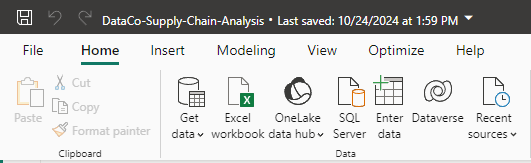 DataCo-Supply-Chain-Analysis • Last saved: 10/24/2024 at 1:59 PM
File Home Insert Modeling View Optimize Help
Paste
Cut
Copy
Format painter
Clipboard
Get
data
Excel
workbook
OneLake
data hub
SQL
Server
Enter
data
Dataverse
Recent
sources
Data